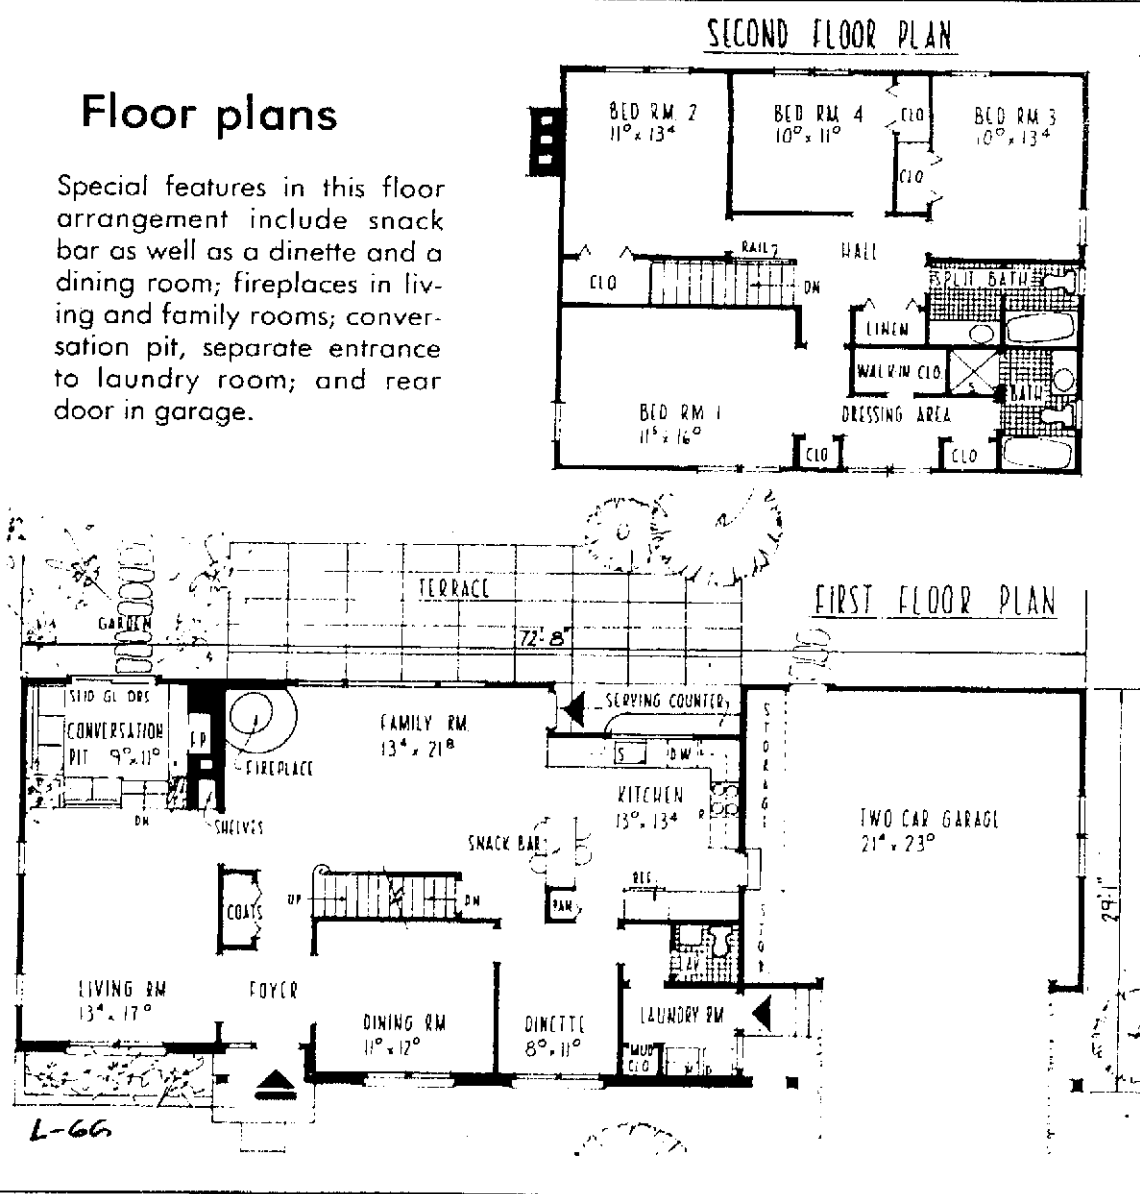 SECOND FLOOR PLAN
Floor plans
Special features in this floor
arrangement include snack
bar as well as a dinette and a
dining room; fireplaces in liv-
ing and family rooms; conver-
sation pit, separate entrance
to laundry room; and rear
door in garage.
BED RM. 2
11⁰ x 13⁴
BED RM. 4
10⁰ x 11⁰
CLO
BED RM 3
10⁰ x 13⁴
CLO
RAIL
HALL
CLO
DN
SPLIT BATH
LINEN
WALK-IN CLO.
BATH
BED RM 1
11⁵ x 16⁰
DRESSING AREA
CLO
CLO
TERRACE
FIRST FLOOR PLAN
GARDEN
72'-8"
SLID GL DRS
CONVERSATION
PIT 9⁰ x 11⁰
FP
FIREPLACE
FAMILY RM.
13⁴ x 21⁸
SERVING COUNTER
S
DW
STORAGE
KITCHEN
13⁰ x 13⁴
R
TWO CAR GARAGE
21⁴ x 23⁰
DN
SHELVES
SNACK BAR
REF.
COATS
UP
DN
PAN
STOR
29'-1"
LAV
LIVING RM
13⁴ x 17⁰
FOYER
DINING RM
11⁰ x 12⁰
DINETTE
8⁰ x 11⁰
LAUNDRY RM
MUD
CLO
W
D
L-66